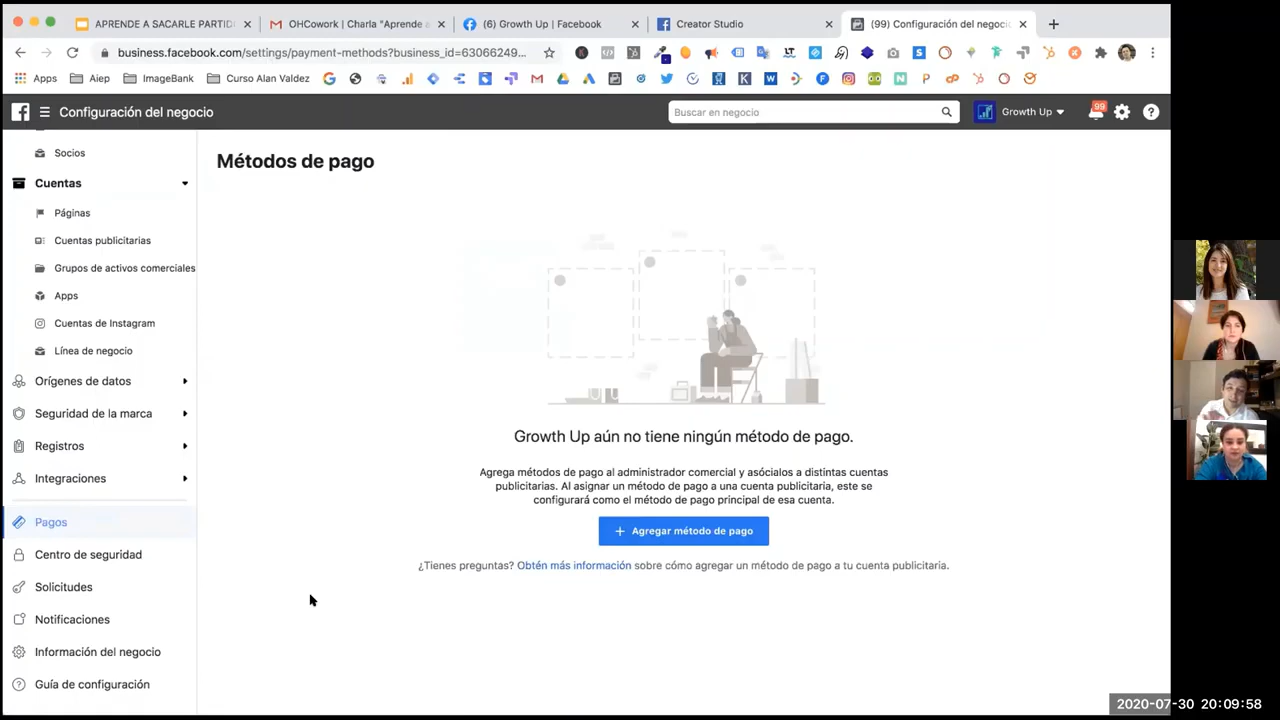 APRENDE A SACARLE PARTID
OHCowork | Charla "Aprende a
(6) Growth Up | Facebook
Creator Studio
(99) Configuración del negocio
business.facebook.com/settings/payment-methods?business_id=63066249...
Apps
Aiep
ImageBank
Curso Alan Valdez
Configuración del negocio
Buscar en negocio
Growth Up
99
Socios
Cuentas
Páginas
Cuentas publicitarias
Grupos de activos comerciales
Apps
Cuentas de Instagram
Línea de negocio
Orígenes de datos
Seguridad de la marca
Registros
Integraciones
Pagos
Centro de seguridad
Solicitudes
Notificaciones
Información del negocio
Guía de configuración
Métodos de pago
Growth Up aún no tiene ningún método de pago.
Agrega métodos de pago al administrador comercial y asócialos a distintas cuentas
publicitarias. Al asignar un método de pago a una cuenta publicitaria, este se
configurará como el método de pago principal de esa cuenta.
+ Agregar método de pago
¿Tienes preguntas? Obtén más información sobre cómo agregar un método de pago a tu cuenta publicitaria.
2020-07-30 20:09:58